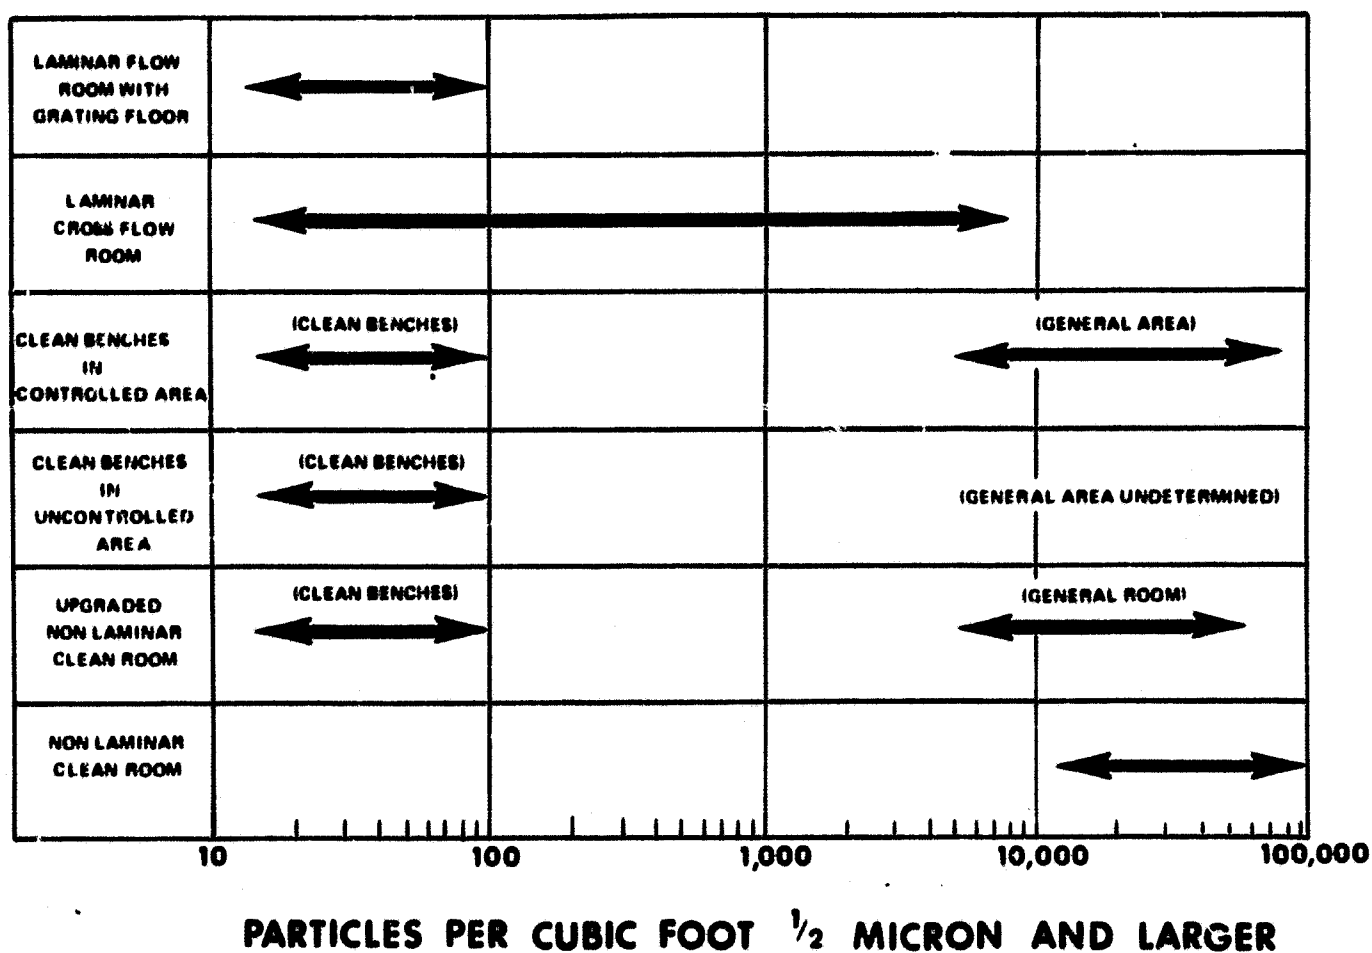 LAMINAR FLOW
ROOM WITH
GRATING FLOOR
LAMINAR
CROSS FLOW
ROOM
(CLEAN BENCHES)
(GENERAL AREA)
CLEAN BENCHES
IN
CONTROLLED AREA
CLEAN BENCHES
IN
UNCONTROLLED
AREA
(CLEAN BENCHES)
(GENERAL AREA UNDETERMINED)
UPGRADED
NON LAMINAR
CLEAN ROOM
(CLEAN BENCHES)
(GENERAL ROOM)
NON LAMINAR
CLEAN ROOM
10 100 1,000 10,000 100,000
PARTICLES PER CUBIC FOOT 1/2 MICRON AND LARGER